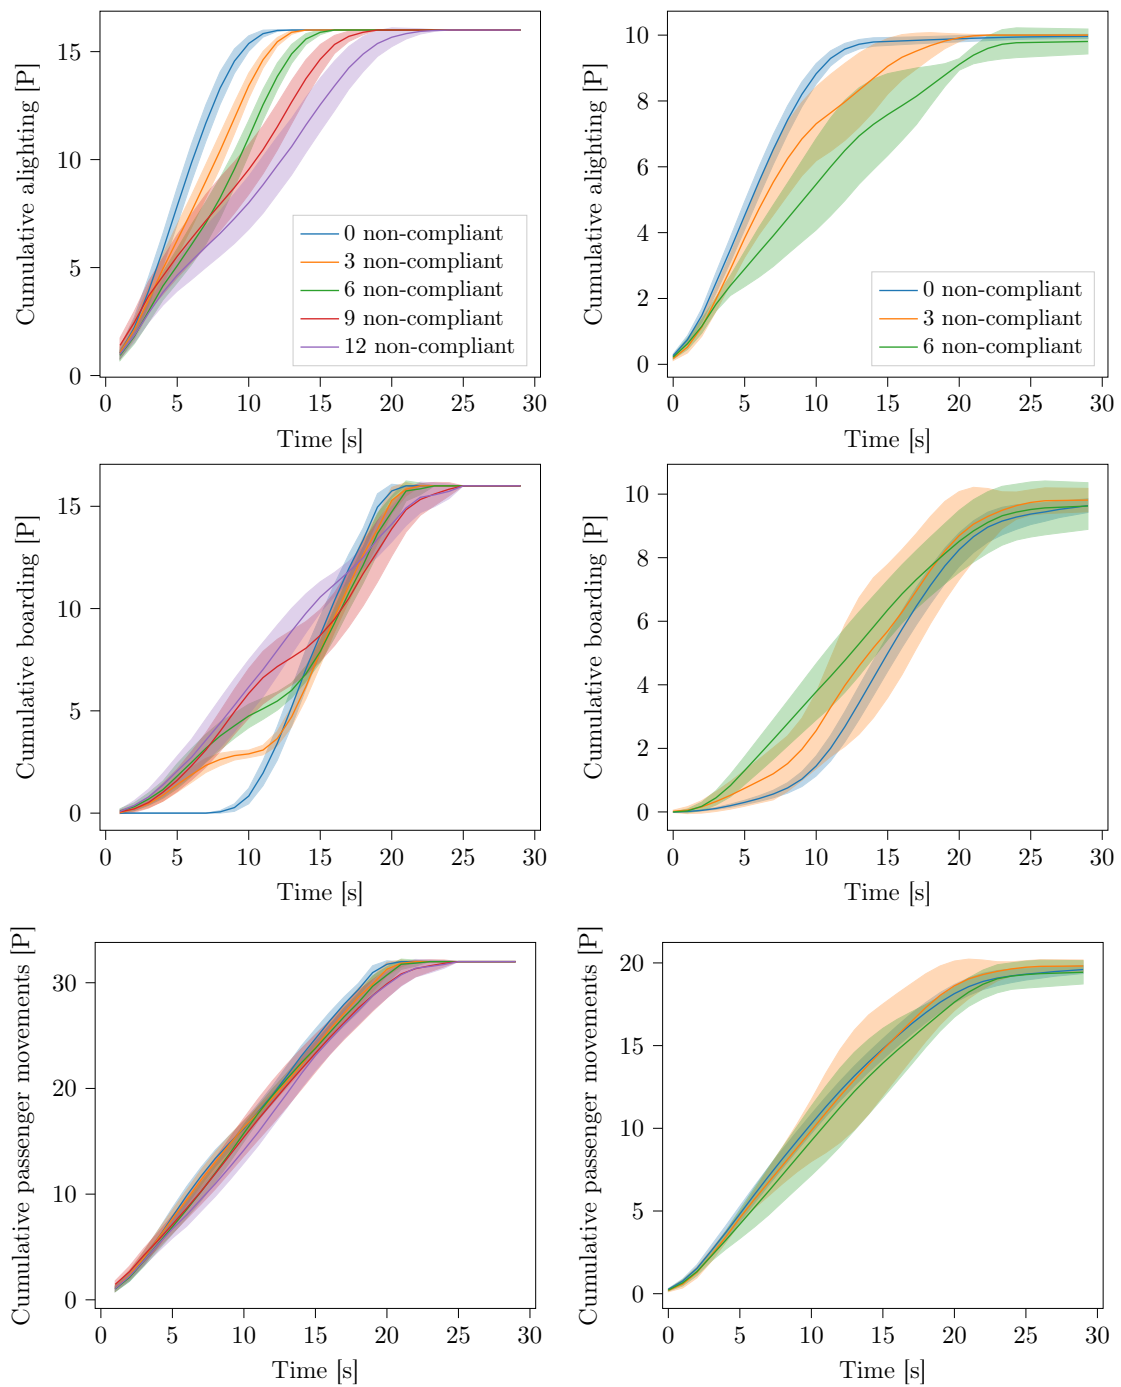 Cumulative alighting [P]
15
10
5
0
0 non-compliant
3 non-compliant
6 non-compliant
9 non-compliant
12 non-compliant
0 5 10 15 20 25 30
Time [s]
Cumulative alighting [P]
10
8
6
4
2
0
0 non-compliant
3 non-compliant
6 non-compliant
0 5 10 15 20 25 30
Time [s]
Cumulative boarding [P]
15
10
5
0
0 5 10 15 20 25 30
Time [s]
Cumulative boarding [P]
10
8
6
4
2
0
0 5 10 15 20 25 30
Time [s]
Cumulative passenger movements [P]
30
20
10
0
0 5 10 15 20 25 30
Time [s]
Cumulative passenger movements [P]
20
15
10
5
0
0 5 10 15 20 25 30
Time [s]